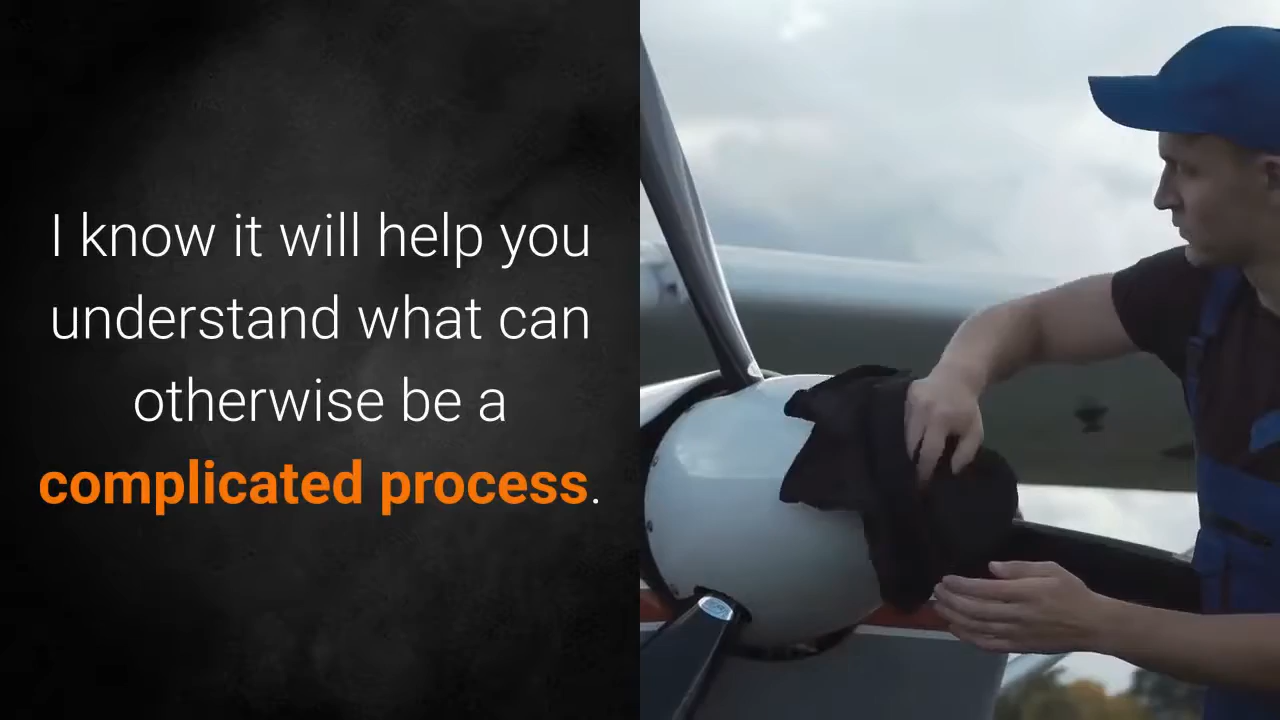 I know it will help you
understand what can
otherwise be a
complicated process.